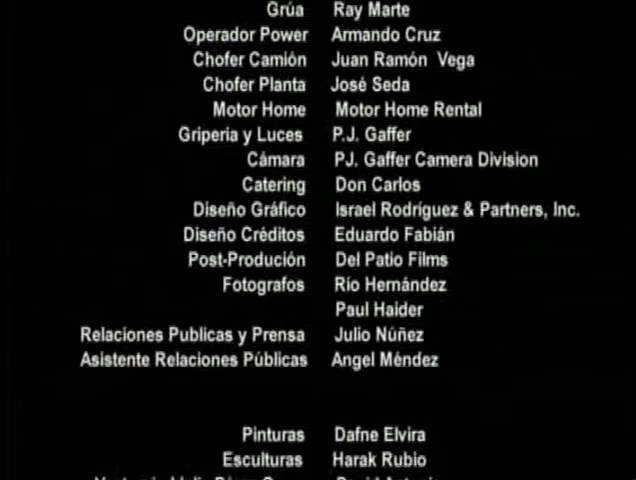 Grúa Ray Marte
Operador Power Armando Cruz
Chofer Camión Juan Ramón Vega
Chofer Planta José Seda
Motor Home Motor Home Rental
Griperia y Luces P.J. Gaffer
Cámara PJ. Gaffer Camera Division
Catering Don Carlos
Diseño Gráfico Israel Rodríguez & Partners, Inc.
Diseño Créditos Eduardo Fabián
Post-Produción Del Patio Films
Fotografos Río Hernández
Paul Haider
Relaciones Publicas y Prensa Julio Núñez
Asistente Relaciones Públicas Angel Méndez
Pinturas Dafne Elvira
Esculturas Harak Rubio